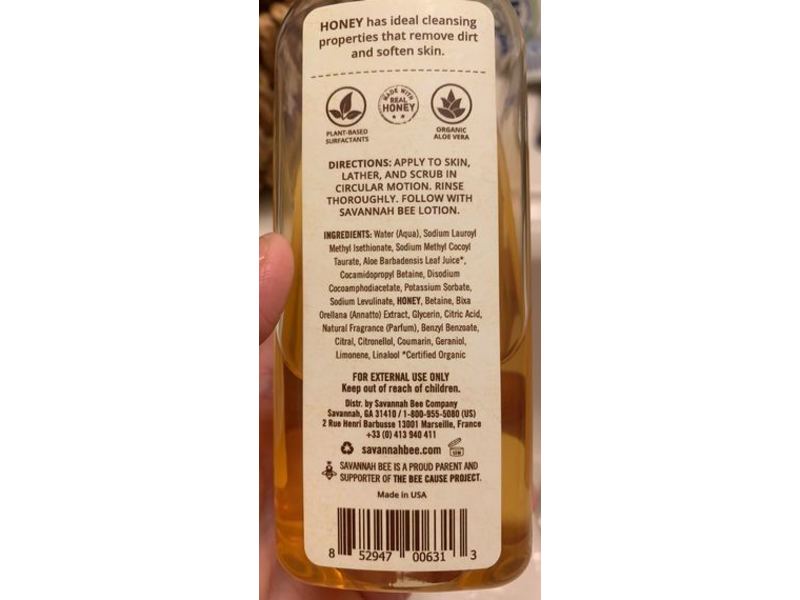 HONEY has ideal cleansing
properties that remove dirt
and soften skin.
PLANT-BASED
SURFACTANTS
MADE WITH
REAL
HONEY
ORGANIC
ALOE VERA
DIRECTIONS: APPLY TO SKIN,
LATHER, AND SCRUB IN
CIRCULAR MOTION. RINSE
THOROUGHLY. FOLLOW WITH
SAVANNAH BEE LOTION.
INGREDIENTS: Water (Aqua), Sodium Lauroyl
Methyl Isethionate, Sodium Methyl Cocoyl
Taurate, Aloe Barbadensis Leaf Juice*,
Cocamidopropyl Betaine, Disodium
Cocoamphodiacetate, Potassium Sorbate,
Sodium Levulinate, HONEY, Betaine, Bixa
Orellana (Annatto) Extract, Glycerin, Citric Acid,
Natural Fragrance (Parfum), Benzyl Benzoate,
Citral, Citronellol, Coumarin, Geraniol,
Limonene, Linalool *Certified Organic
FOR EXTERNAL USE ONLY
Keep out of reach of children.
Distr. by Savannah Bee Company
Savannah, GA 31410 / 1-800-955-5080 (US)
2 Rue Henri Barbusse 13001 Marseille, France
+33 (0) 413 940 411
savannahbee.com
SAVANNAH BEE IS A PROUD PARENT AND
SUPPORTER OF THE BEE CAUSE PROJECT.
Made in USA
8 52947 00631 3